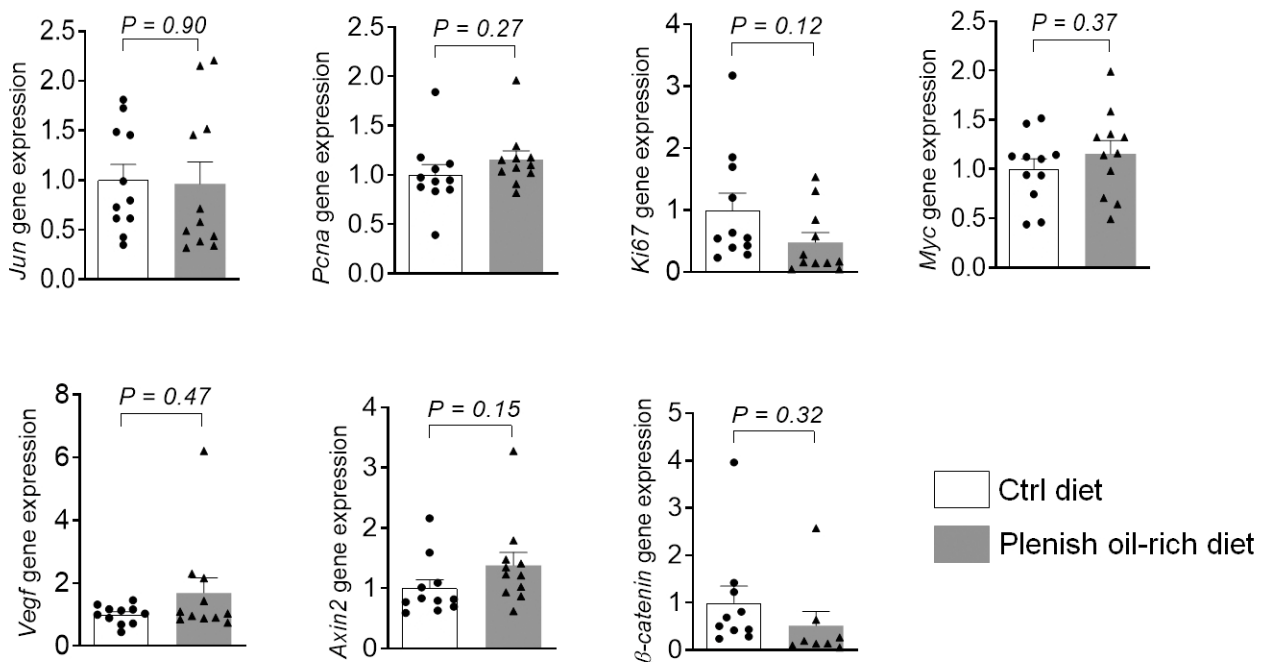 Jun gene expression
P = 0.90
2.5
2.0
1.5
1.0
0.5
0.0
Pcna gene expression
P = 0.27
2.5
2.0
1.5
1.0
0.5
0.0
Ki67 gene expression
P = 0.12
4
3
2
1
0
Myc gene expression
P = 0.37
2.5
2.0
1.5
1.0
0.5
0.0
Vegf gene expression
P = 0.47
8
6
4
2
0
Axin2 gene expression
P = 0.15
4
3
2
1
0
β-catenin gene expression
P = 0.32
5
4
3
2
1
0
Ctrl diet
Plenish oil-rich diet